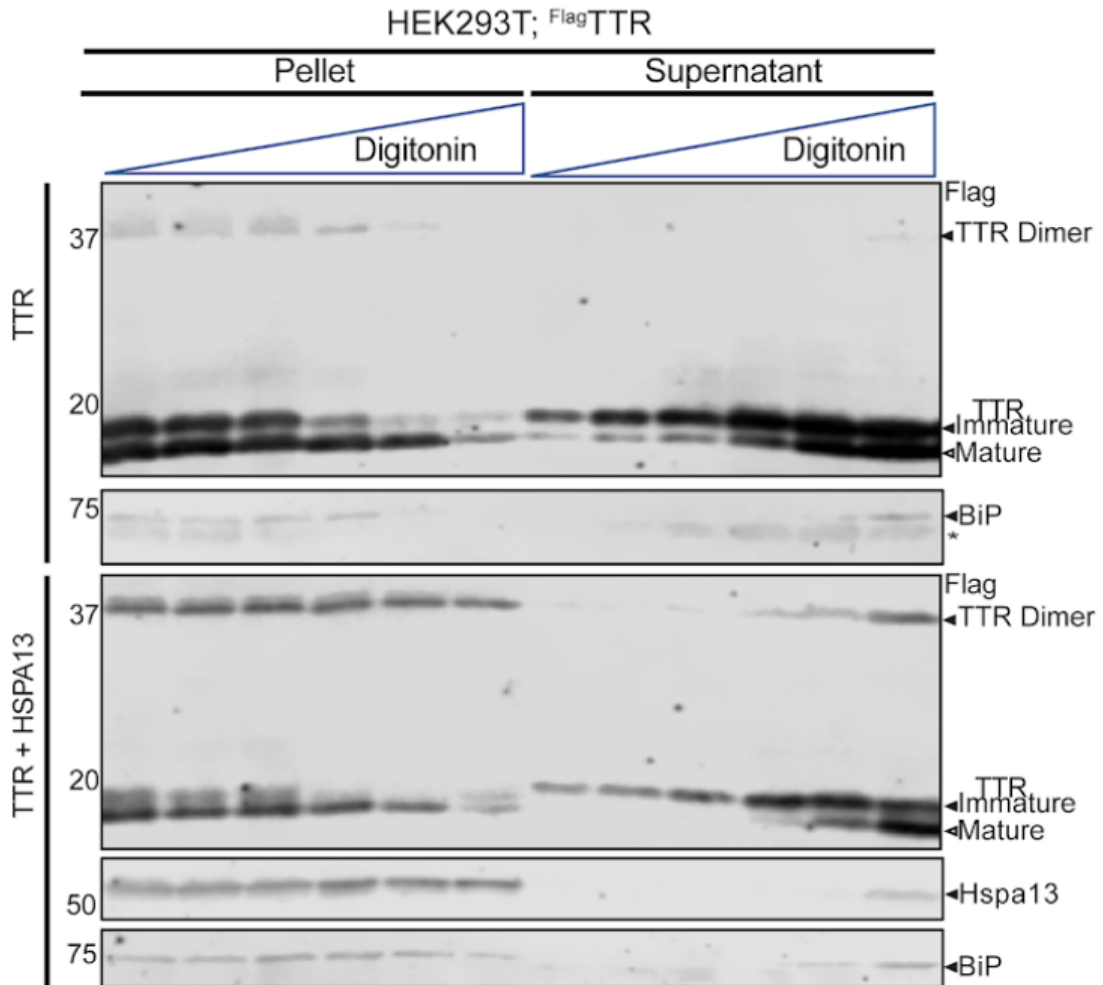 HEK293T; FlagTTR
Pellet Supernatant
Digitonin Digitonin
TTR
Flag
37
TTR Dimer
20
TTR
Immature
Mature
75
BiP
*
TTR + HSPA13
Flag
37
TTR Dimer
20
TTR
Immature
Mature
50
Hspa13
75
BiP